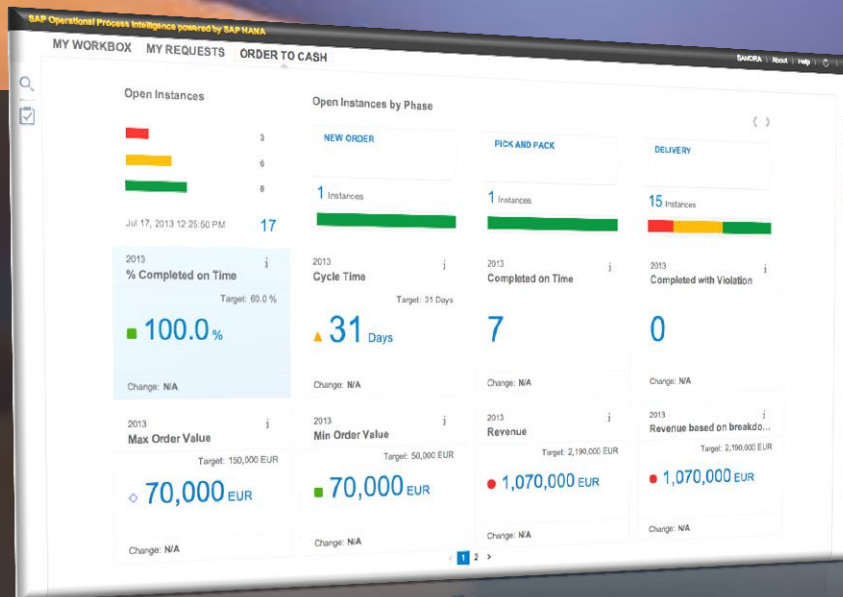 SAP Operational Process Intelligence powered by SAP HANA
SANDRA | About | Help |
MY WORKBOX MY REQUESTS ORDER TO CASH
Open Instances
3
6
8
Jul 17, 2013 12:25:50 PM 17
Open Instances by Phase
NEW ORDER
1 Instances
PICK AND PACK
1 Instances
DELIVERY
15 Instances
2013
% Completed on Time
Target: 60.0 %
100.0 %
Change: N/A
2013
Cycle Time
Target: 31 Days
31 Days
Change: N/A
2013
Completed on Time
7
Change: N/A
2013
Completed with Violation
0
Change: N/A
2013
Max Order Value
Target: 150,000 EUR
70,000 EUR
Change: N/A
2013
Min Order Value
Target: 50,000 EUR
70,000 EUR
Change: N/A
2013
Revenue
Target: 2,190,000 EUR
1,070,000 EUR
Change: N/A
2013
Revenue based on breakdo...
Target: 2,190,000 EUR
1,070,000 EUR
Change: N/A
< 1 2 >